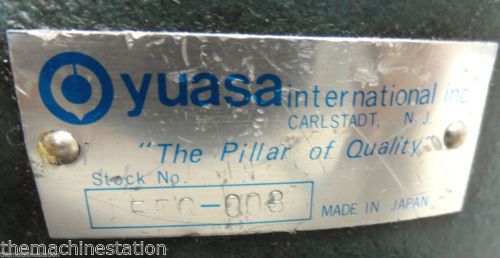 yuasa international inc.
CARLSTADT, N.J.
"The Pillar of Quality"
Stock No.
MADE IN JAPAN
themachinestation